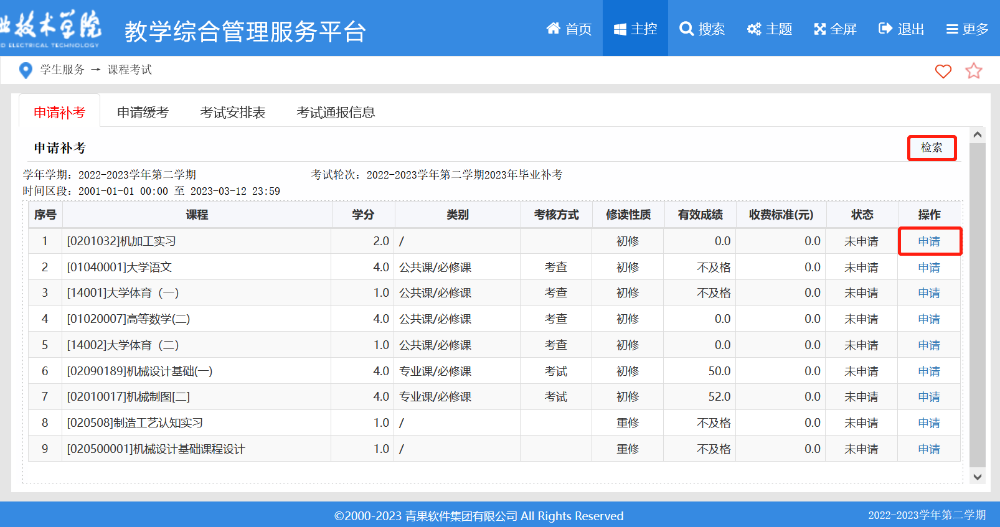 业技术学院
D ELECTRICAL TECHNOLOGY
教学综合管理服务平台
首页 主控 搜索 主题 全屏 退出 更多
学生服务 → 课程考试
申请补考 申请缓考 考试安排表 考试通报信息
申请补考 检索
学年学期：2022-2023学年第二学期 考试轮次：2022-2023学年第二学期2023年毕业补考
时间区段：2001-01-01 00:00 至 2023-03-12 23:59
序号 课程 学分 类别 考核方式 修读性质 有效成绩 收费标准(元) 状态 操作
1 [0201032]机加工实习 2.0 / 初修 0.0 0.0 未申请 申请
2 [01040001]大学语文 4.0 公共课/必修课 考查 初修 不及格 0.0 未申请 申请
3 [14001]大学体育（一） 1.0 公共课/必修课 考查 初修 不及格 0.0 未申请 申请
4 [01020007]高等数学(二) 4.0 公共课/必修课 考查 初修 0.0 0.0 未申请 申请
5 [14002]大学体育（二） 1.0 公共课/必修课 考查 初修 0.0 0.0 未申请 申请
6 [02090189]机械设计基础(一) 4.0 专业课/必修课 考试 初修 50.0 0.0 未申请 申请
7 [02010017]机械制图[二] 4.0 专业课/必修课 考试 初修 52.0 0.0 未申请 申请
8 [020508]制造工艺认知实习 1.0 / 重修 不及格 0.0 未申请 申请
9 [020500001]机械设计基础课程设计 1.0 / 重修 不及格 0.0 未申请 申请
©2000-2023 青果软件集团有限公司 All Rights Reserved
2022-2023学年第二学期